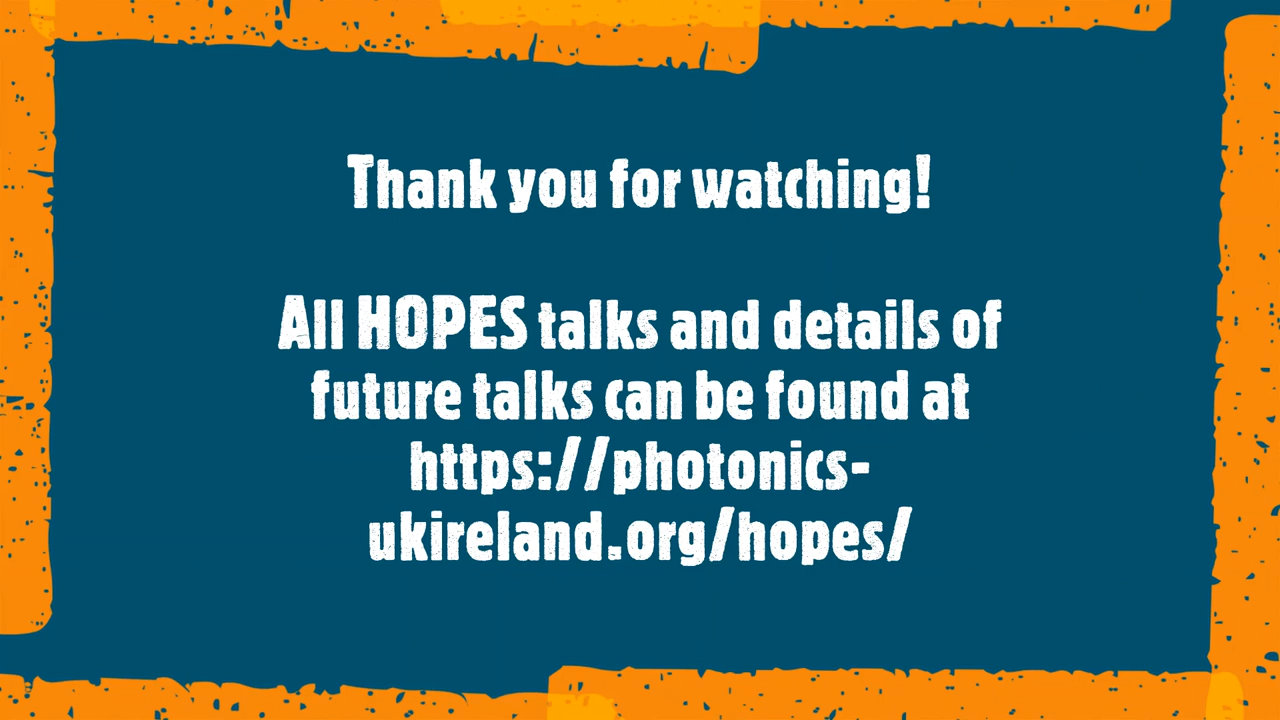 Thank you for watching!
All HOPES talks and details of
future talks can be found at
https://photonics-
ukireland.org/hopes/